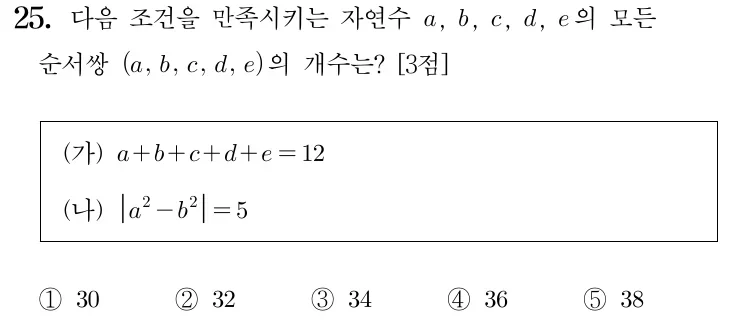 25. 다음 조건을 만족시키는 자연수 a, b, c, d, e의 모든
순서쌍 (a, b, c, d, e)의 개수는? [3점]
(가) a+b+c+d+e=12
(나) |a²-b²|=5
① 30 ② 32 ③ 34 ④ 36 ⑤ 38